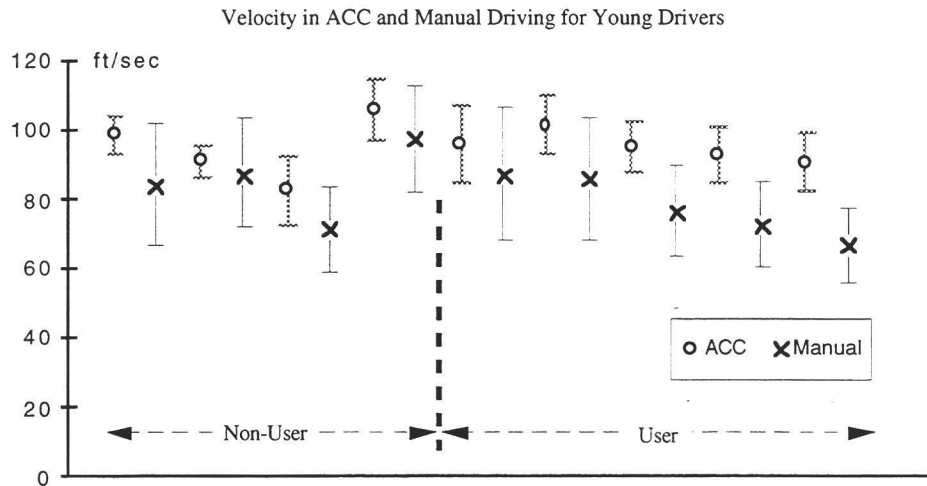 Velocity in ACC and Manual Driving for Young Drivers
120
ft/sec
100
80
60
40
20
0
ACC
Manual
Non-User
User